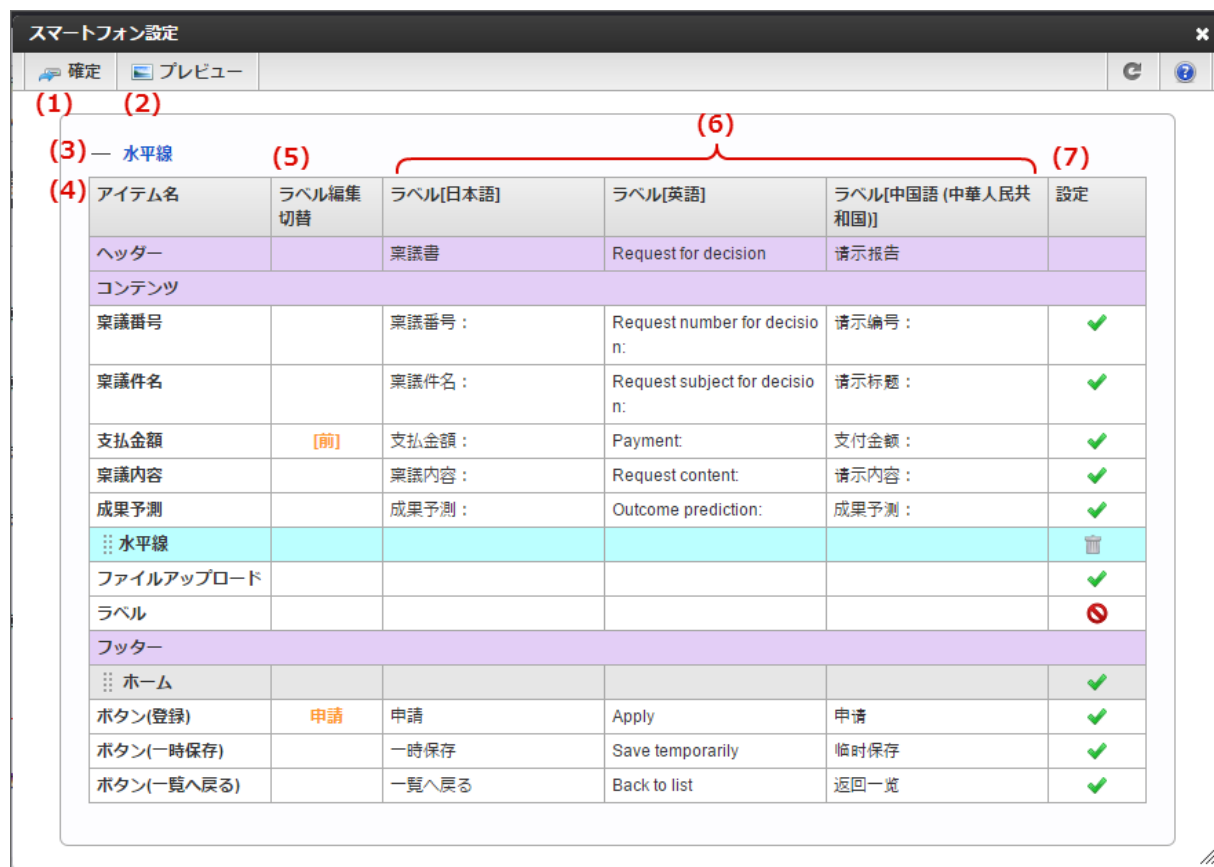 スマートフォン設定
確定 プレビュー
(1) (2)
(6)
(3) 水平線 (5) (7)
(4) アイテム名 ラベル編集切替 ラベル[日本語] ラベル[英語] ラベル[中国語 (中華人民共和国)] 設定
ヘッダー 稟議書 Request for decision 请示报告
コンテンツ
稟議番号 稟議番号： Request number for decision: 请示编号：
稟議件名 稟議件名： Request subject for decision: 请示标题：
支払金額 [前] 支払金額： Payment: 支付金额：
稟議内容 稟議内容： Request content: 请示内容：
成果予測 成果予測： Outcome prediction: 成果予测：
水平線
ファイルアップロード
ラベル
フッター
ホーム
ボタン(登録) 申請 申請 Apply 申请
ボタン(一時保存) 一時保存 Save temporarily 临时保存
ボタン(一覧へ戻る) 一覧へ戻る Back to list 返回一览